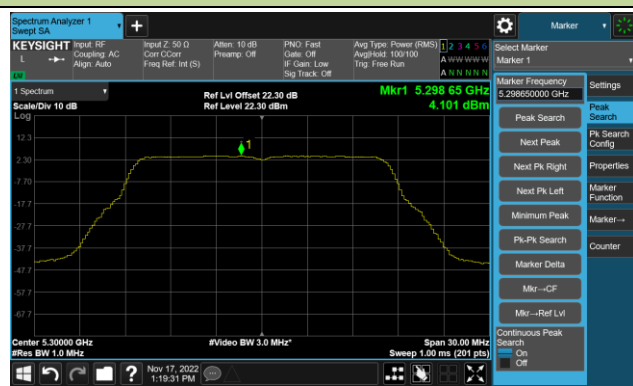 Spectrum Analyzer 1
Swept SA
Marker
KEYSIGHT
Input: RF
Coupling: AC
Align: Auto
Input Z: 50 Ω
Corr CCorr
Freq Ref: Int (S)
Atten: 10 dB
Preamp: Off
PNO: Fast
Gate: Off
IF Gain: Low
Sig Track: Off
Avg Type: Power (RMS)
Avg|Hold: 100/100
Trig: Free Run
1 2 3 4 5 6
A W W W W W
A N N N N N
L
1 Spectrum
Scale/Div 10 dB
Log
Ref Lvl Offset 22.30 dB
Ref Level 22.30 dBm
Mkr1 5.298 65 GHz
4.101 dBm
12.3
2.30
-7.70
-17.7
-27.7
-37.7
-47.7
-57.7
-67.7
1
Center 5.30000 GHz
#Res BW 1.0 MHz
#Video BW 3.0 MHz*
Span 30.00 MHz
Sweep 1.00 ms (201 pts)
Nov 17, 2022
1:19:31 PM
Select Marker
Marker 1
Marker Frequency
5.298650000 GHz
Peak Search
Next Peak
Next Pk Right
Next Pk Left
Minimum Peak
Pk-Pk Search
Marker Delta
Mkr→CF
Mkr→Ref Lvl
Continuous Peak
Search
On
Off
Settings
Peak
Search
Pk Search
Config
Properties
Marker
Function
Marker→
Counter